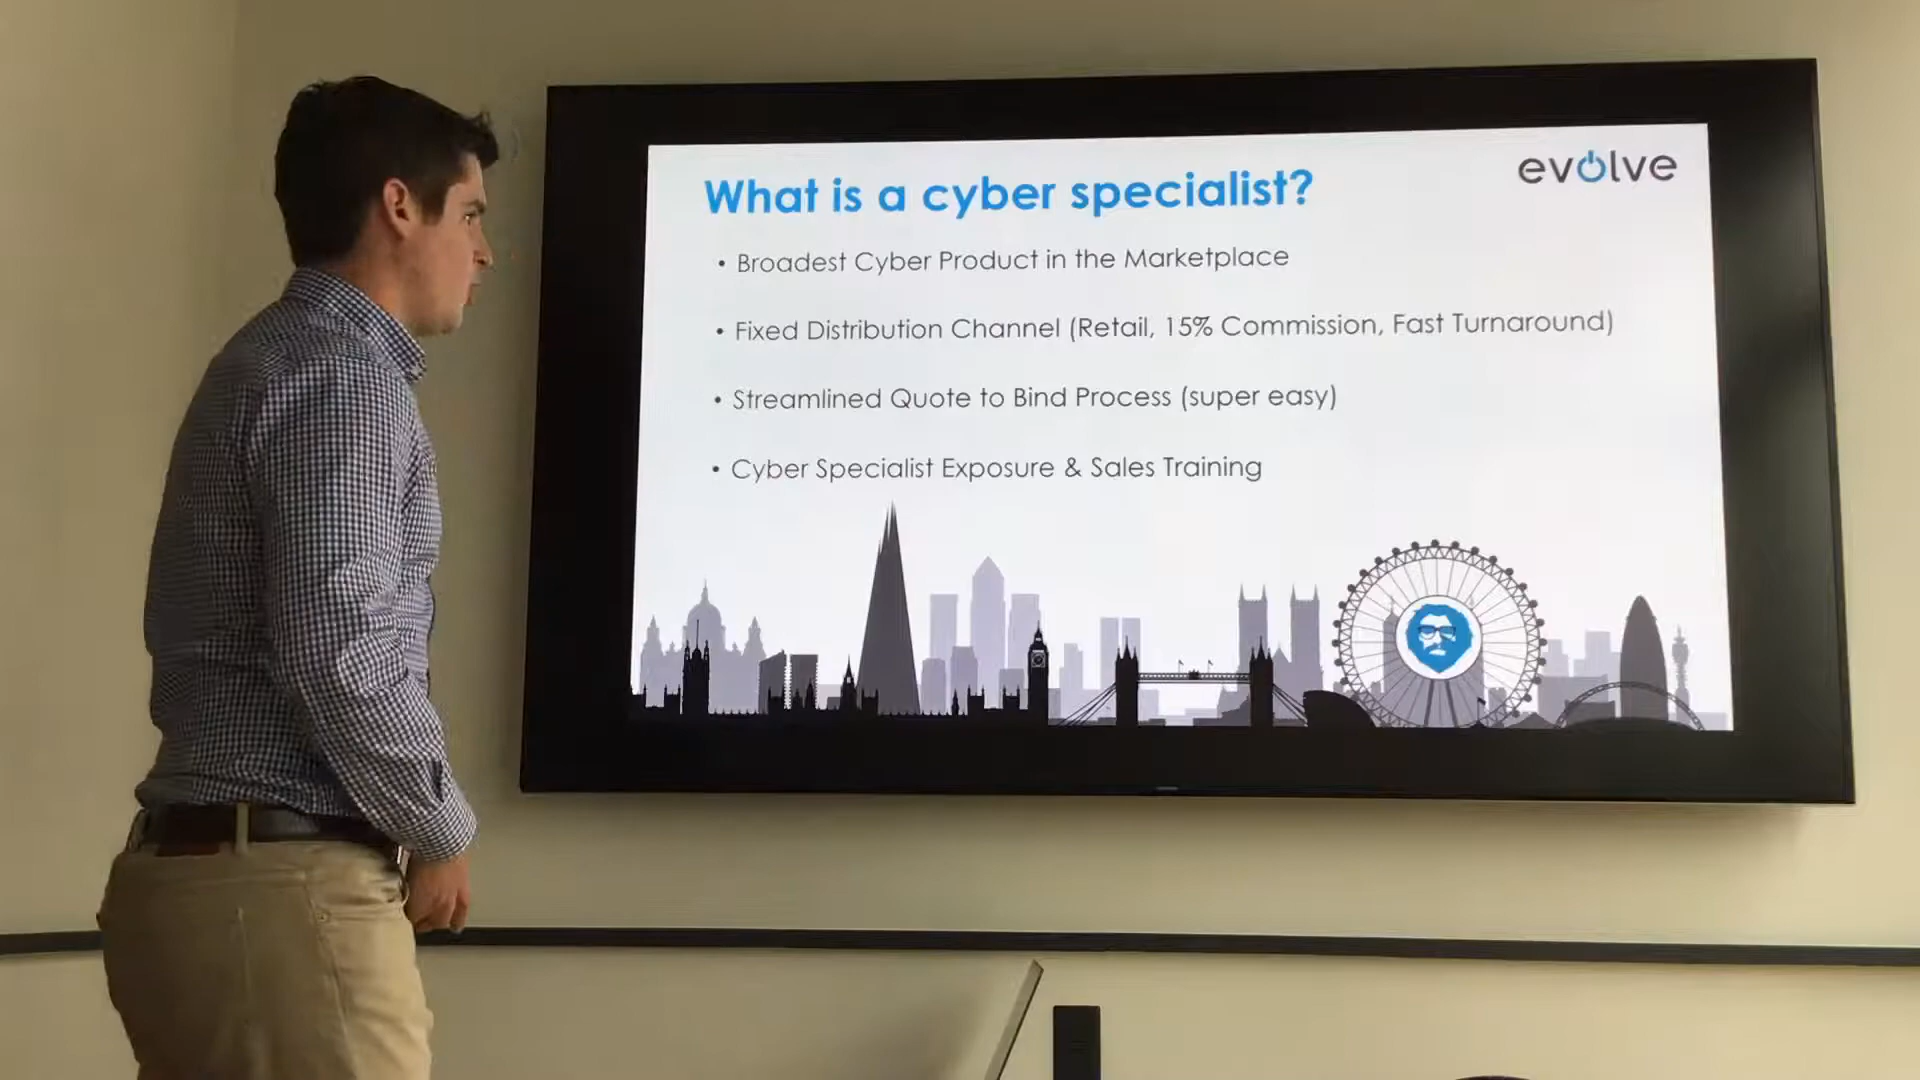 evolve
What is a cyber specialist?
• Broadest Cyber Product in the Marketplace
• Fixed Distribution Channel (Retail, 15% Commission, Fast Turnaround)
• Streamlined Quote to Bind Process (super easy)
• Cyber Specialist Exposure & Sales Training